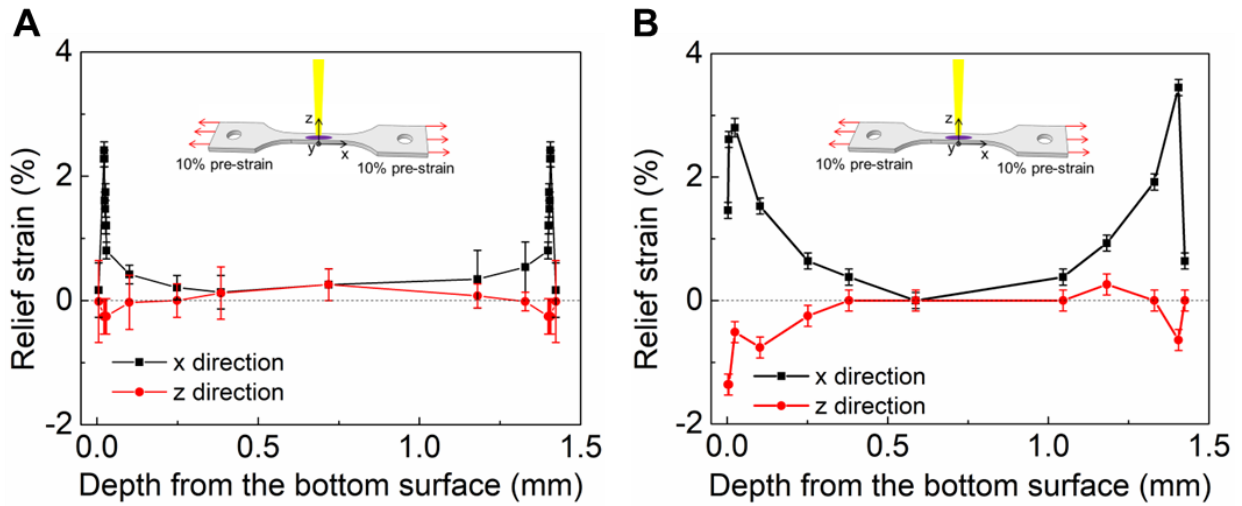 A
4
2
0
-2
Relief strain (%)
z
y
x
10% pre-strain
10% pre-strain
x direction
z direction
0.0
0.5
1.0
1.5
Depth from the bottom surface (mm)
B
4
2
0
-2
Relief strain (%)
z
y
x
10% pre-strain
10% pre-strain
x direction
z direction
0.0
0.5
1.0
1.5
Depth from the bottom surface (mm)